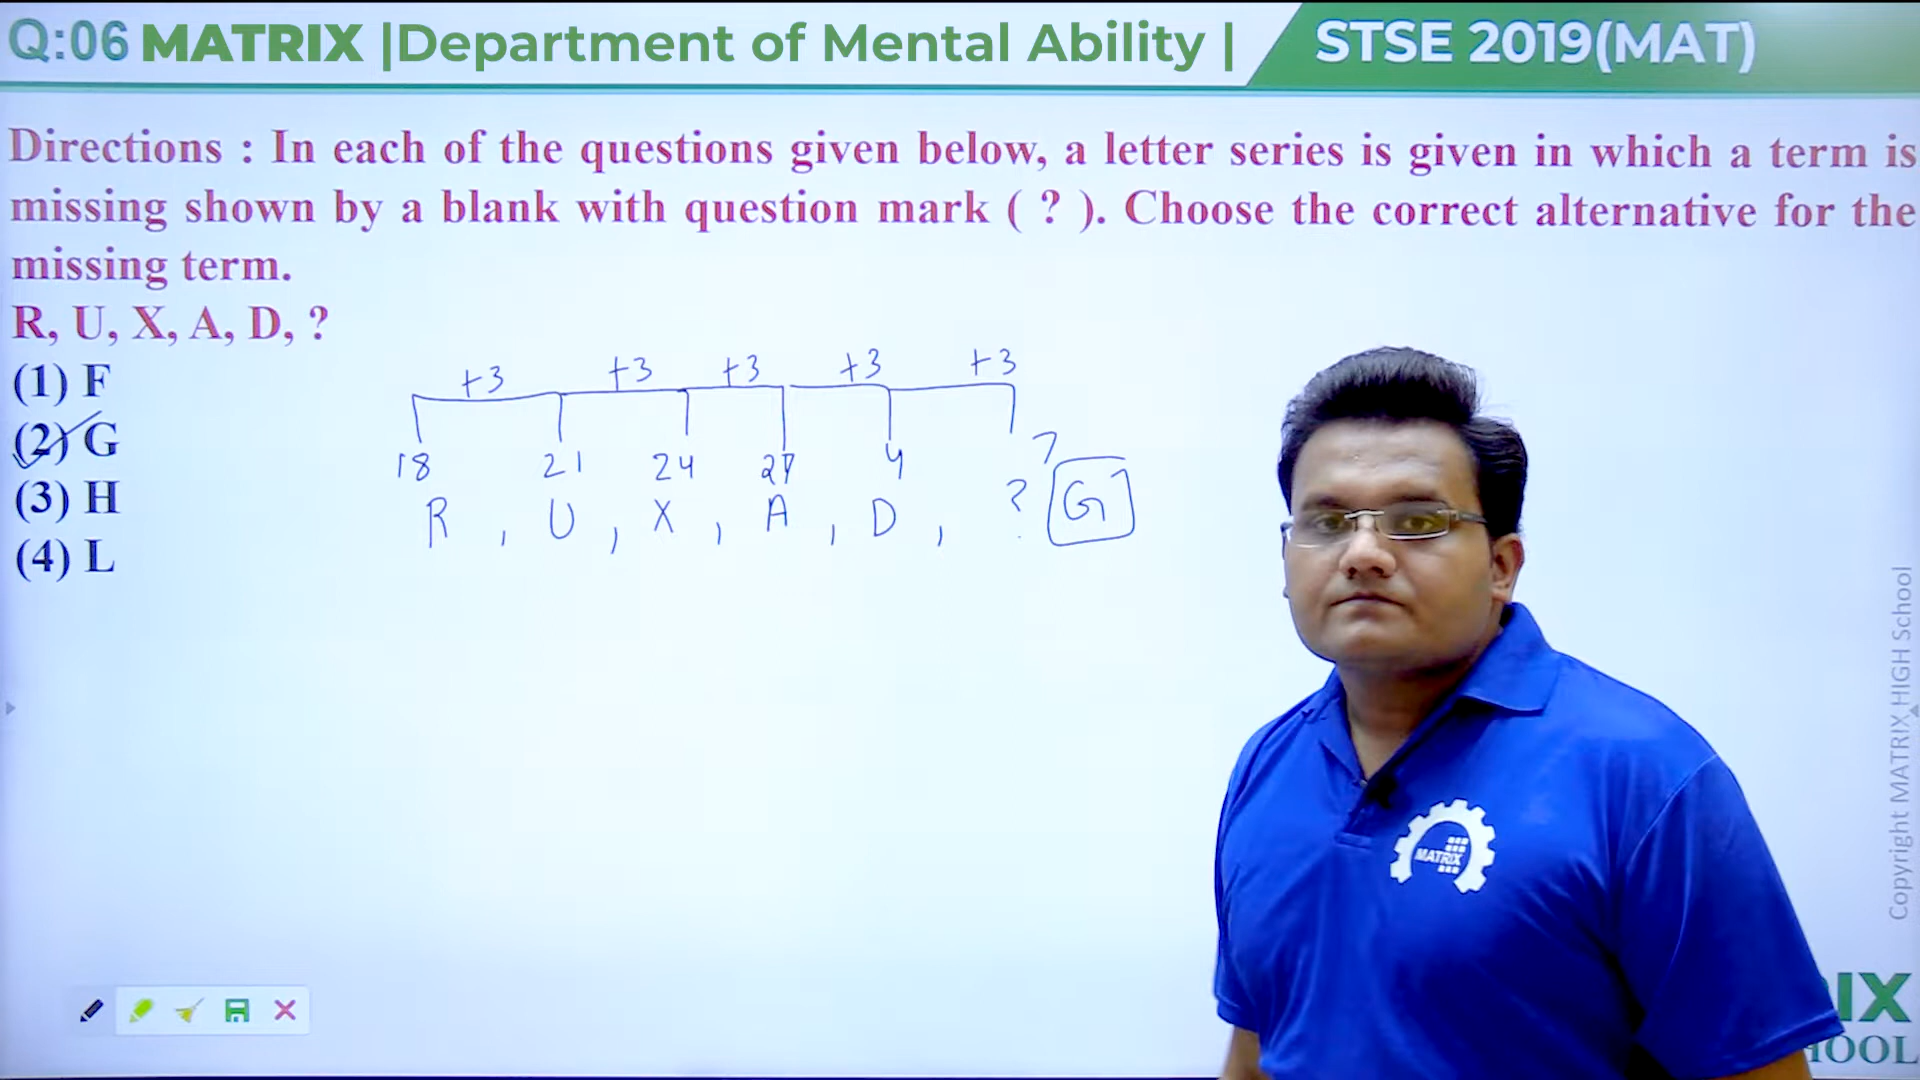 Q:06 MATRIX |Department of Mental Ability | STSE 2019(MAT)
Directions : In each of the questions given below, a letter series is given in which a term is
missing shown by a blank with question mark ( ? ). Choose the correct alternative for the
missing term.
R, U, X, A, D, ?
(1) F
(2) G
(3) H
(4) L
+3 +3 +3 +3 +3
18 21 24 27 4 7
R , U , X , A , D , ? G
MATRIX
Copyright MATRIX HIGH School
IX
HOOL